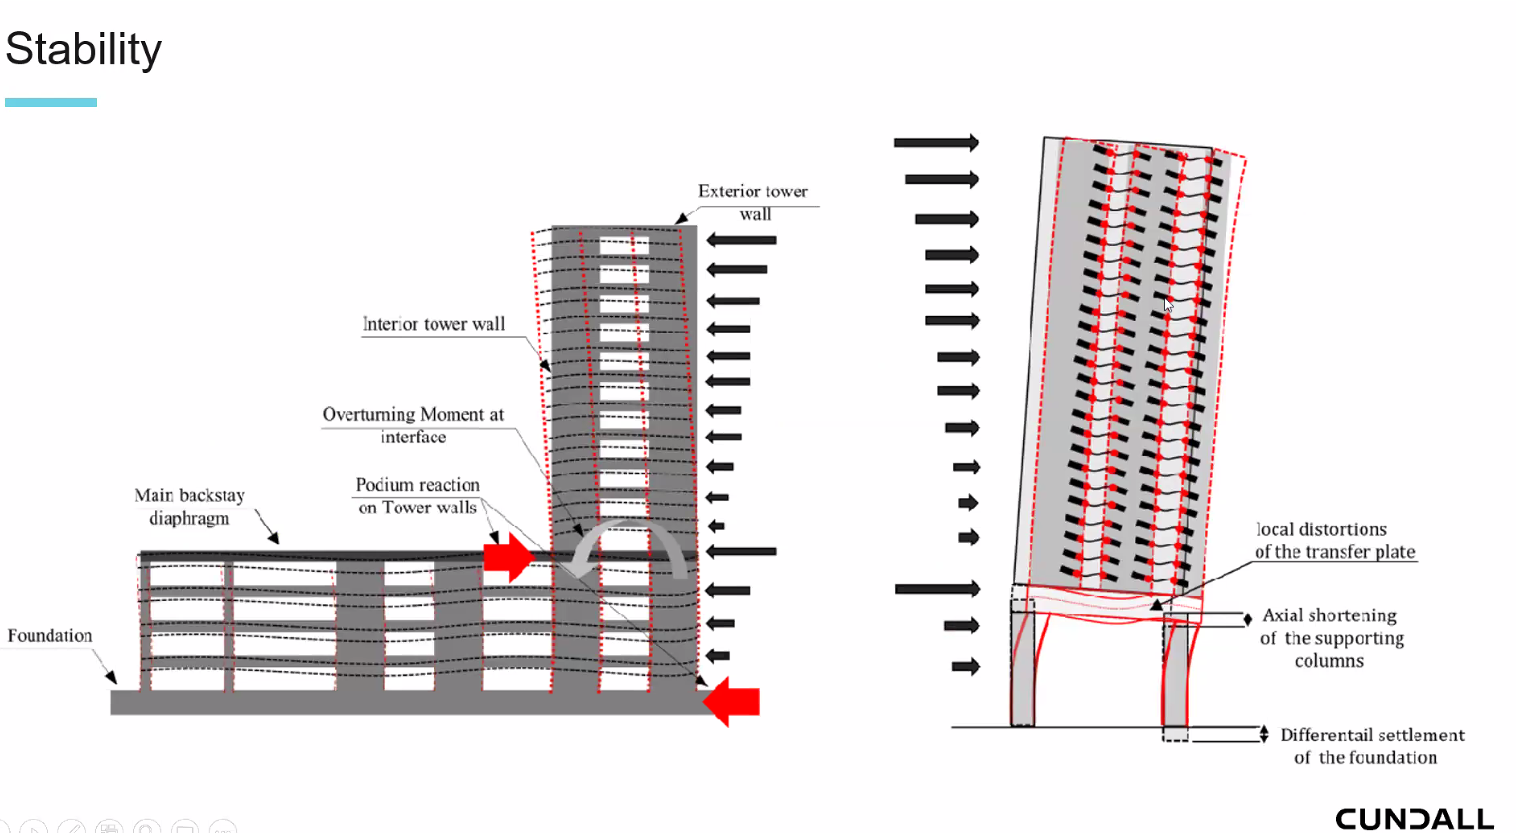 Stability
Exterior tower
wall
Interior tower wall
Overturning Moment at
interface
Podium reaction
on Tower walls
Main backstay
diaphragm
Foundation
local distortions
of the transfer plate
Axial shortening
of the supporting
columns
Differentail settlement
of the foundation
CUNDALL